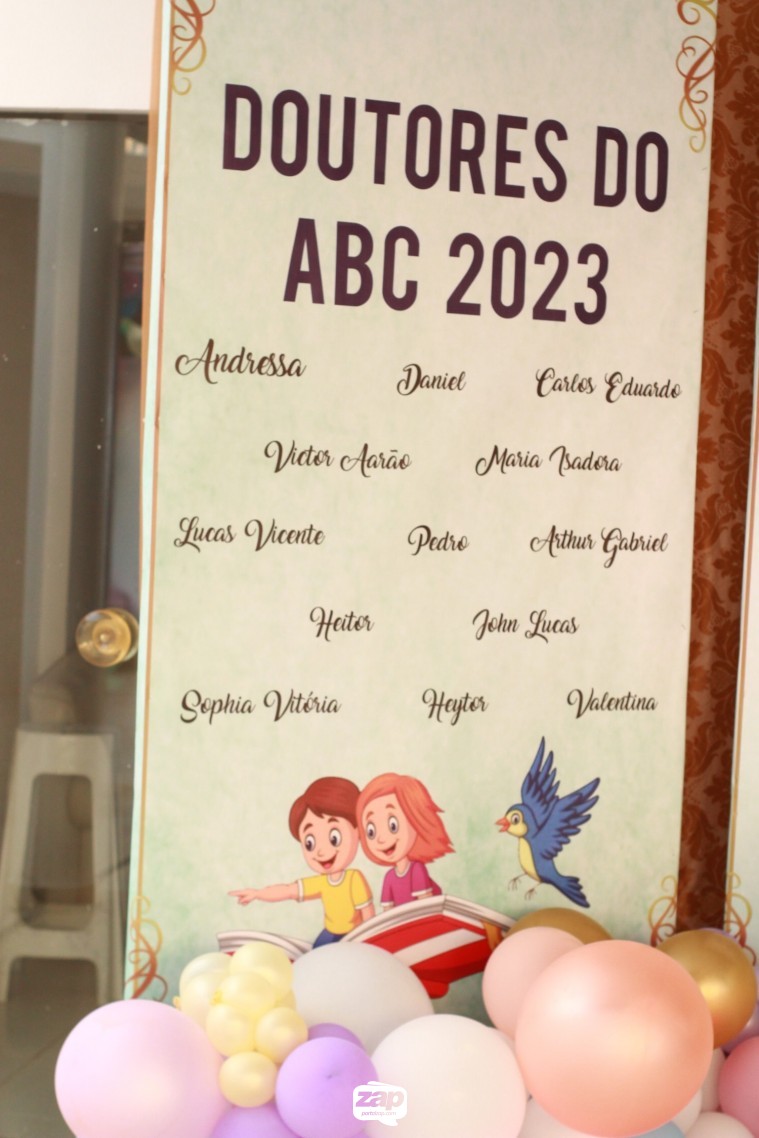 DOUTORES DO
ABC 2023
Andressa Daniel Carlos Eduardo
Victor Aarão Maria Isadora
Lucas Vicente Pedro Arthur Gabriel
Heitor John Lucas
Sophia Vitória Heytor Valentina
zap